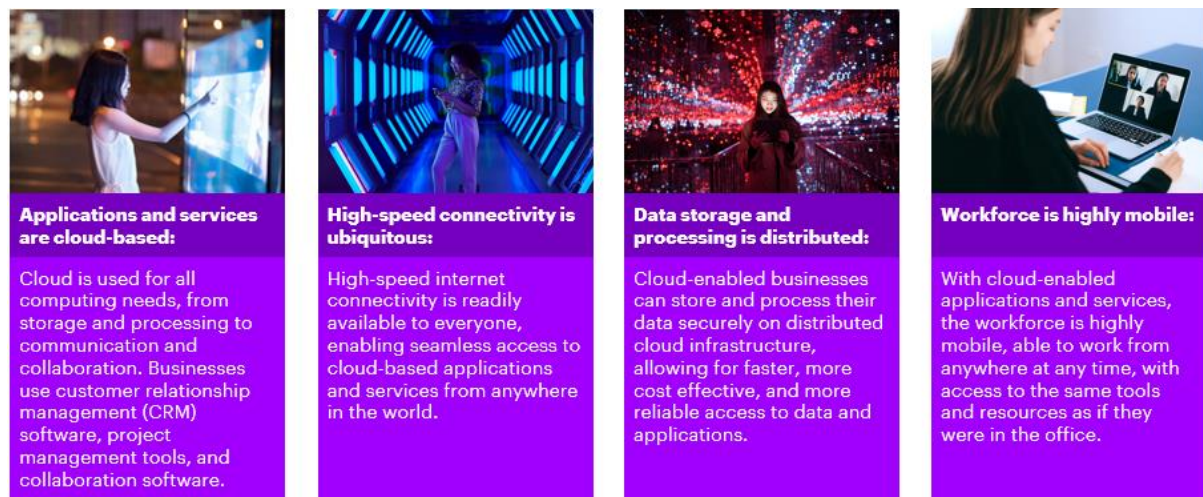 Applications and services
are cloud-based:
Cloud is used for all
computing needs, from
storage and processing to
communication and
collaboration. Businesses
use customer relationship
management (CRM)
software, project
management tools, and
collaboration software.
High-speed connectivity is
ubiquitous:
High-speed internet
connectivity is readily
available to everyone,
enabling seamless access to
cloud-based applications
and services from anywhere
in the world.
Data storage and
processing is distributed:
Cloud-enabled businesses
can store and process their
data securely on distributed
cloud infrastructure,
allowing for faster, more
cost effective, and more
reliable access to data and
applications.
Workforce is highly mobile:
With cloud-enabled
applications and services,
the workforce is highly
mobile, able to work from
anywhere at any time, with
access to the same tools
and resources as if they
were in the office.